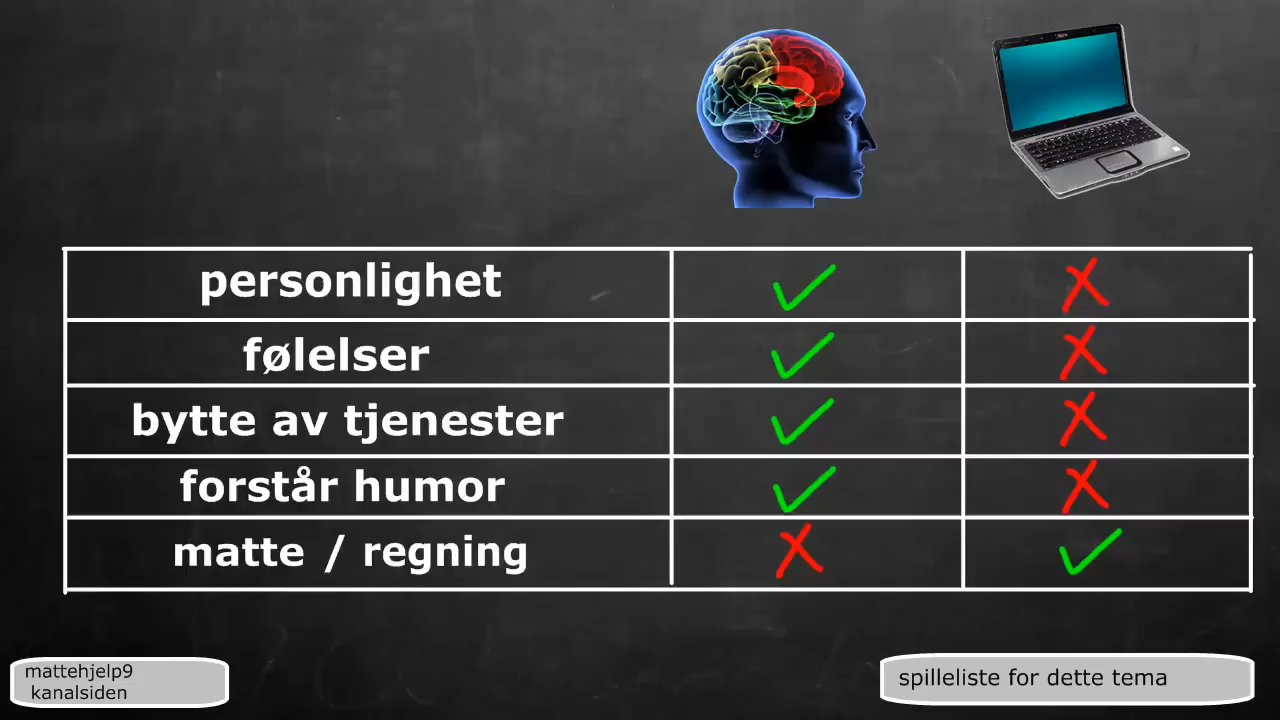 personlighet
følelser
bytte av tjenester
forstår humor
matte / regning
mattehjelp9
kanalsiden
spilleliste for dette tema